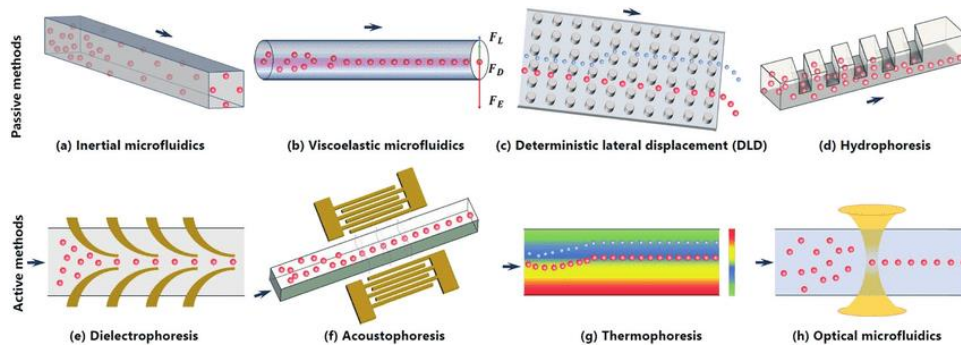 Passive methods
F_L
F_D
F_E
(a) Inertial microfluidics
(b) Viscoelastic microfluidics
(c) Deterministic lateral displacement (DLD)
(d) Hydrophoresis
Active methods
(e) Dielectrophoresis
(f) Acoustophoresis
(g) Thermophoresis
(h) Optical microfluidics